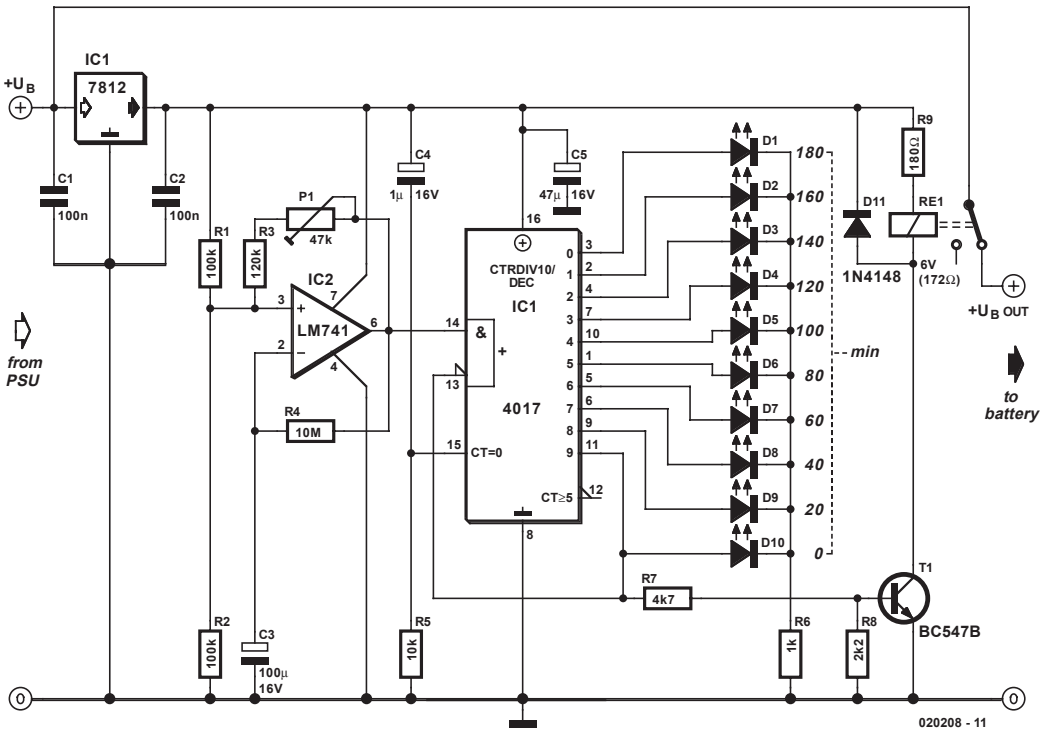 IC1
7812
+UB
C1
100n
C2
100n
R1
100k
R3
120k
P1
47k
C4
1µ
16V
C5
47µ
16V
IC2
LM741
3
+
2
−
7
6
4
R4
10M
from
PSU
R2
100k
C3
100µ
16V
R5
10k
16
CTRDIV10/
DEC
IC1
14
&
+
13
4017
15
CT=0
CT≥5
12
8
0
3
1
2
2
4
3
7
4
10
5
1
6
5
7
6
8
9
9
11
D1
180
D2
160
D3
140
D4
120
D5
100
D6
80
D7
60
D8
40
D9
20
D10
0
min
D11
1N4148
R9
180Ω
RE1
6V
(172Ω)
+UB OUT
to
battery
R7
4k7
T1
BC547B
R6
1k
R8
2k2
0
0
020208 - 11